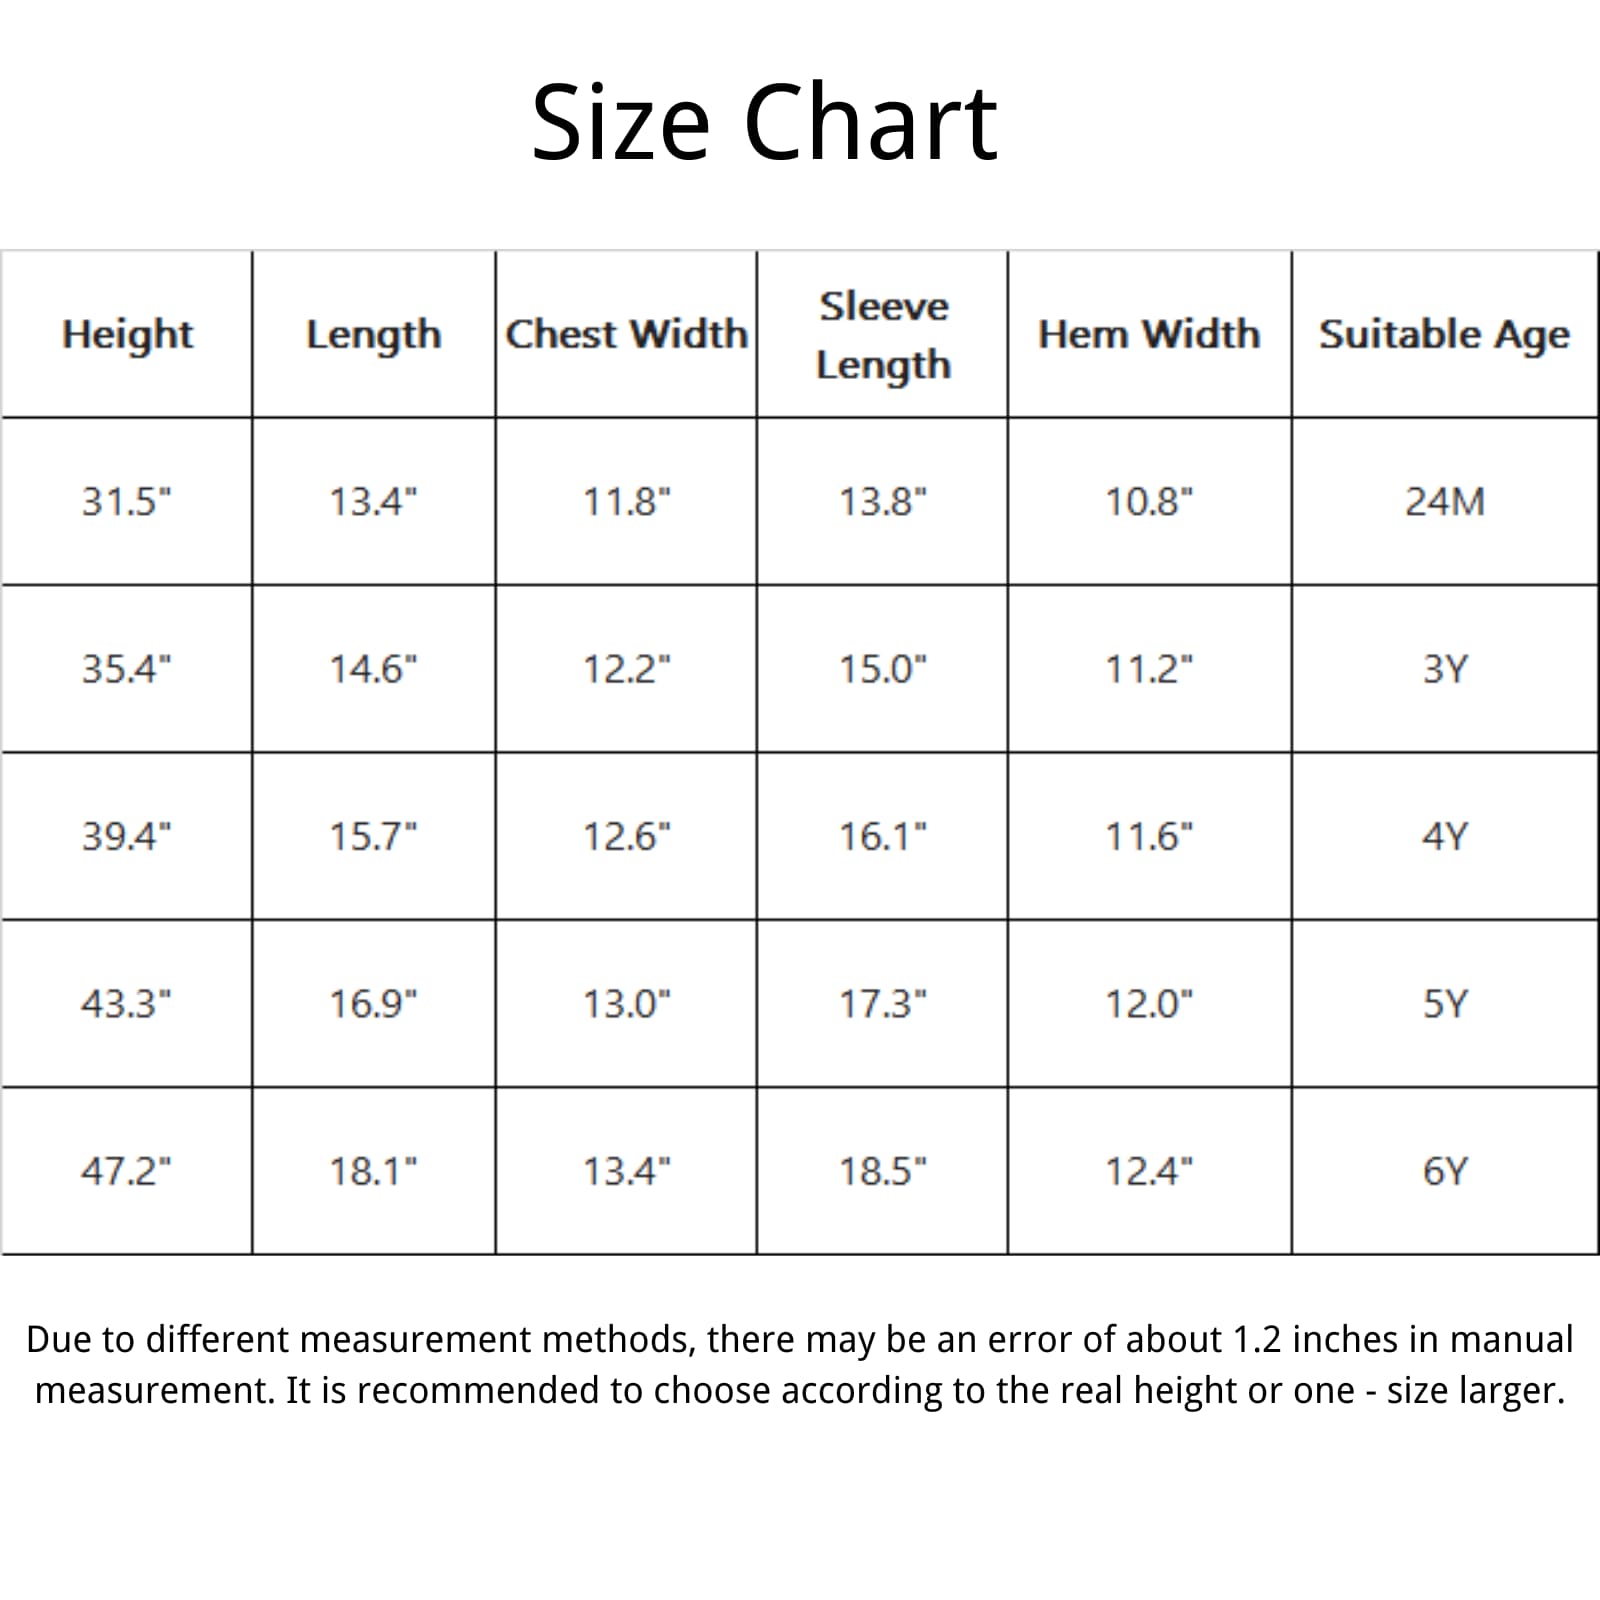 Size Chart
Height Length Chest Width Sleeve Length Hem Width Suitable Age
31.5" 13.4" 11.8" 13.8" 10.8" 24M
35.4" 14.6" 12.2" 15.0" 11.2" 3Y
39.4" 15.7" 12.6" 16.1" 11.6" 4Y
43.3" 16.9" 13.0" 17.3" 12.0" 5Y
47.2" 18.1" 13.4" 18.5" 12.4" 6Y
Due to different measurement methods, there may be an error of about 1.2 inches in manual
measurement. It is recommended to choose according to the real height or one - size larger.